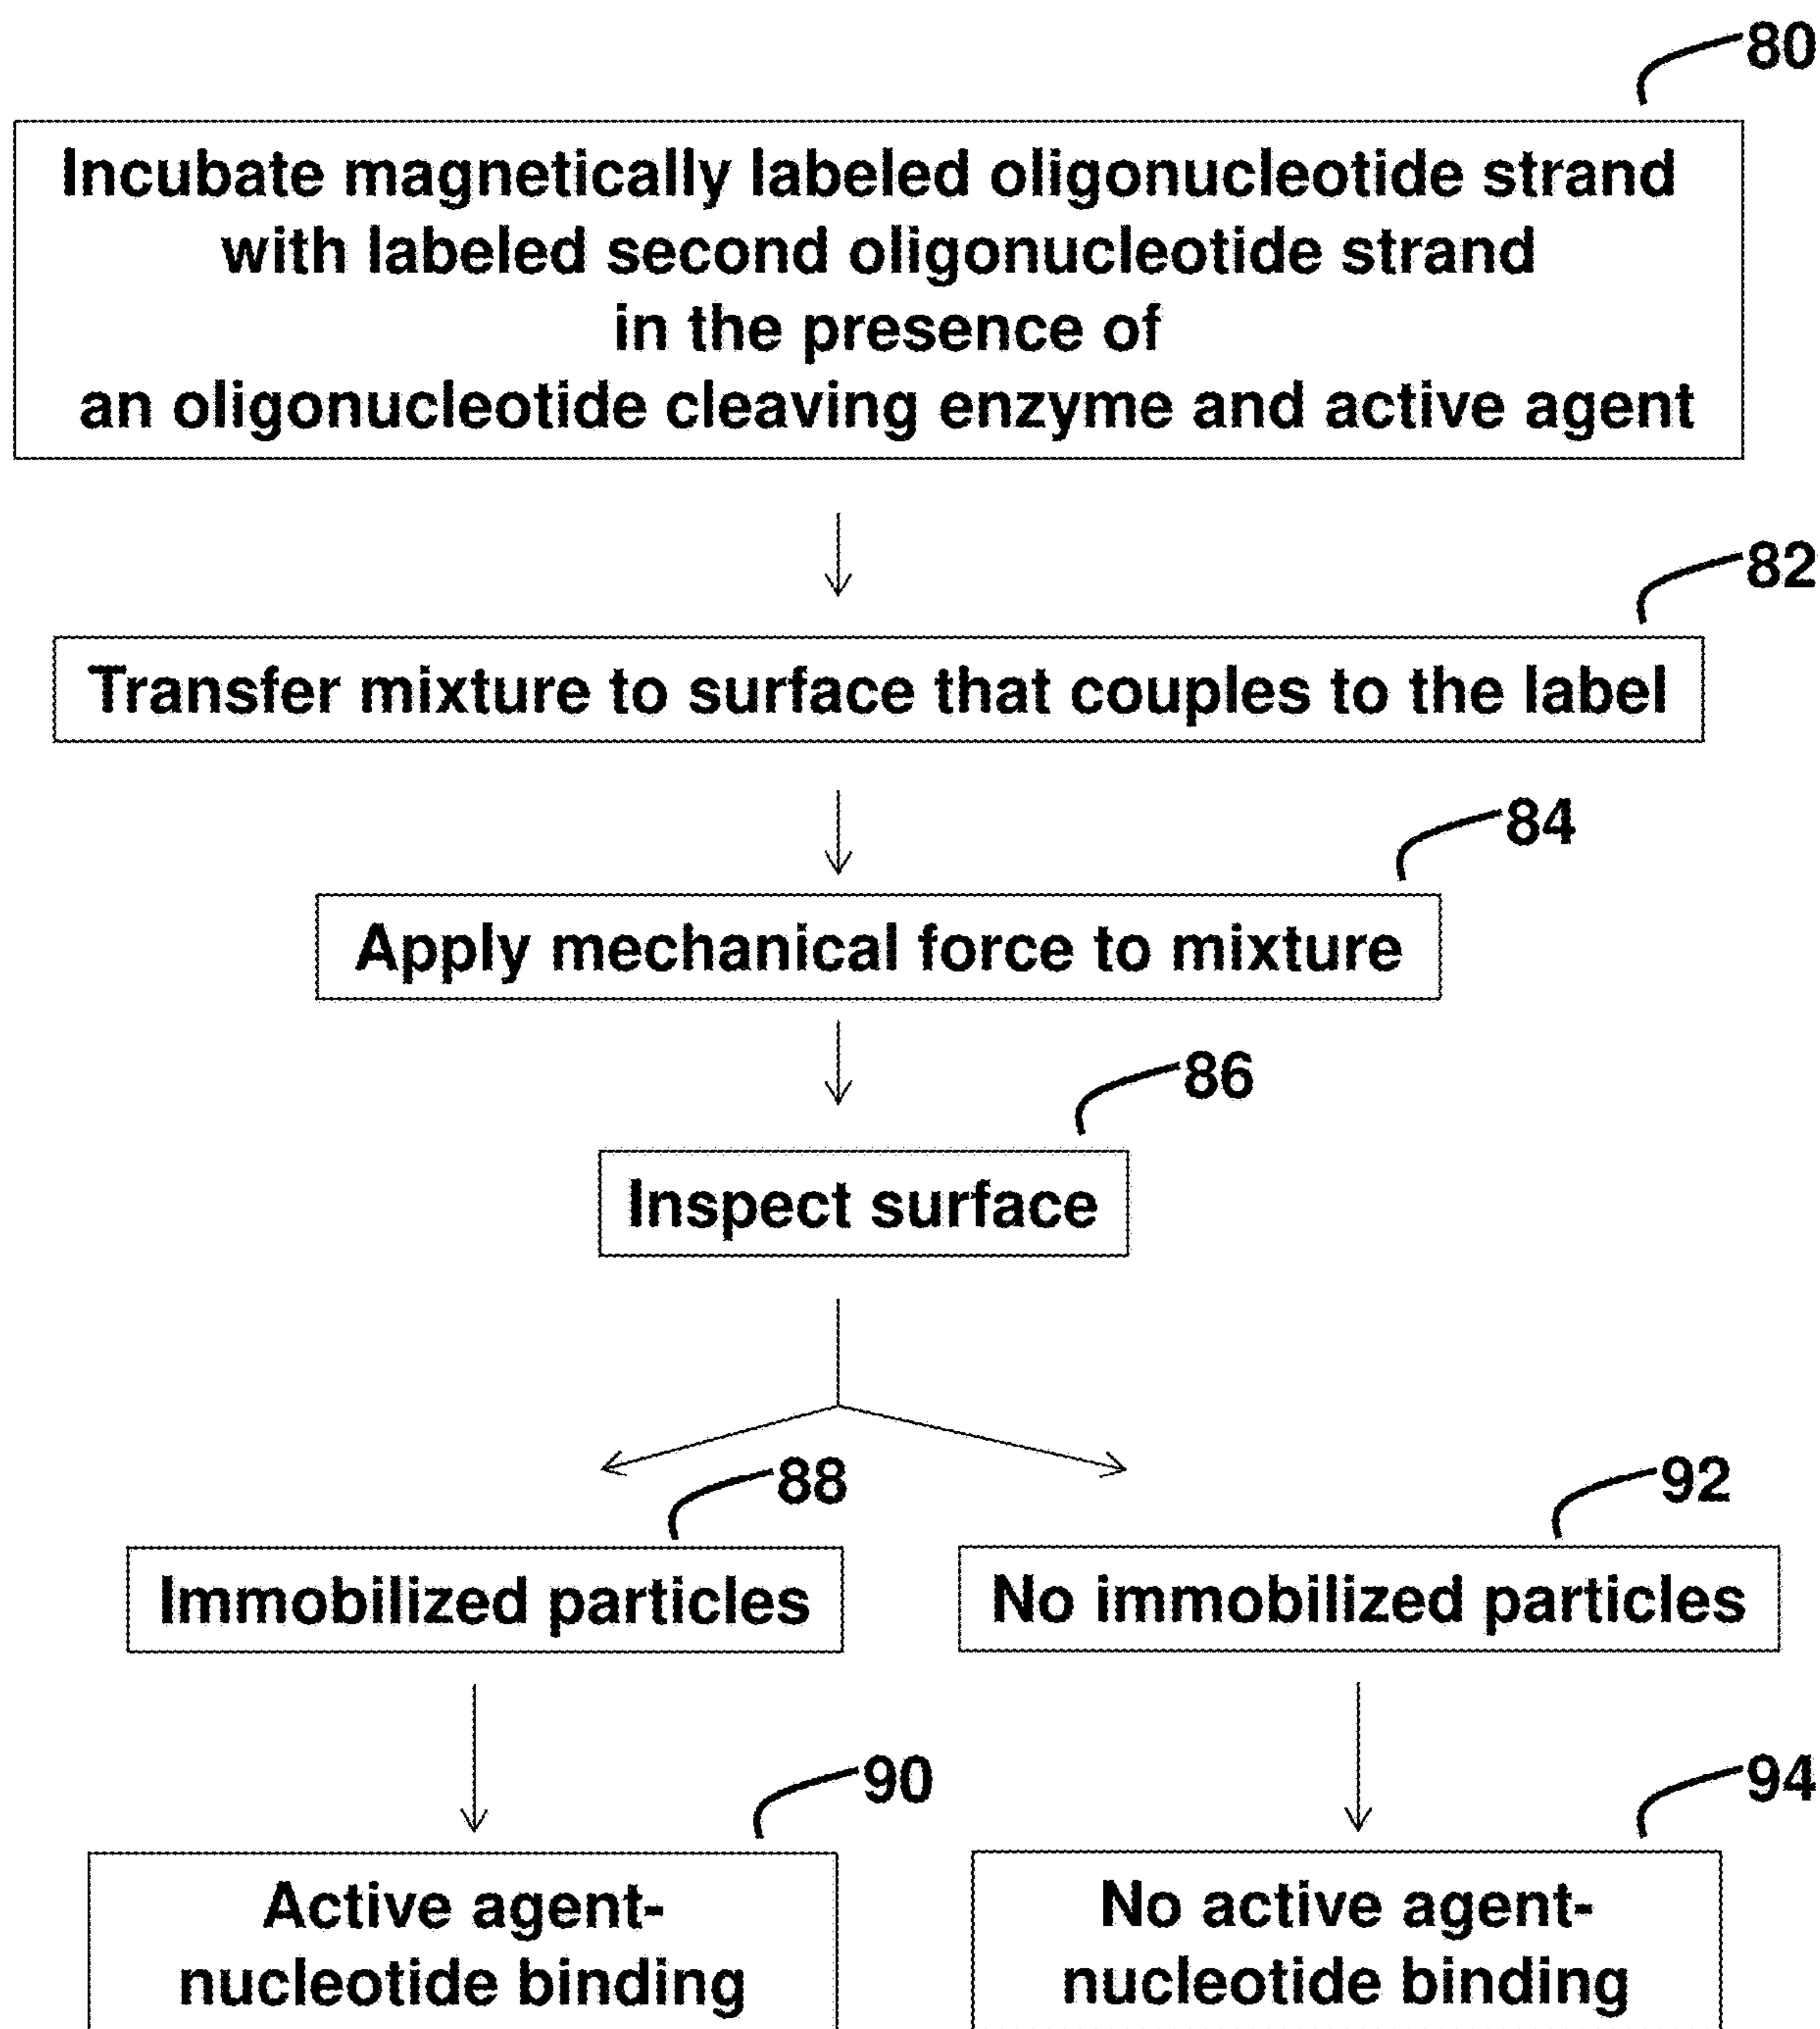 80
Incubate magnetically labeled oligonucleotide strand
with labeled second oligonucleotide strand
in the presence of
an oligonucleotide cleaving enzyme and active agent
82
Transfer mixture to surface that couples to the label
84
Apply mechanical force to mixture
86
Inspect surface
88
Immobilized particles
92
No immobilized particles
90
Active agent-
nucleotide binding
94
No active agent-
nucleotide binding